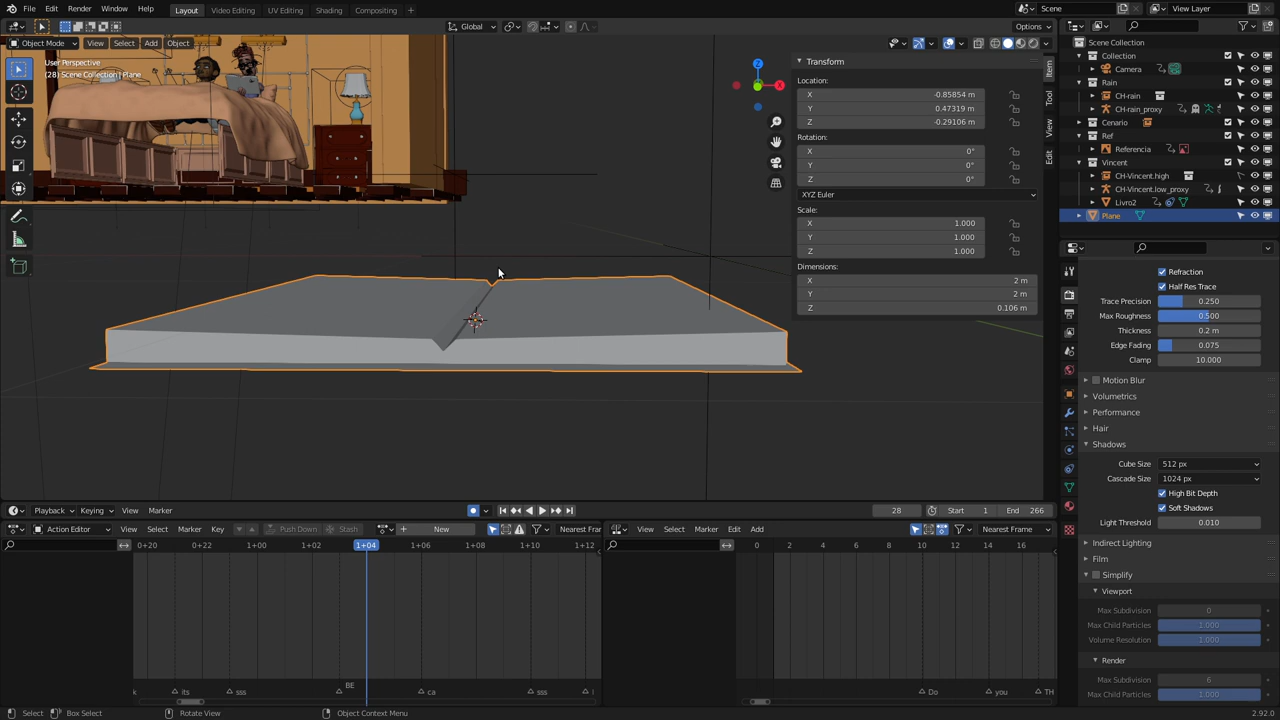 File Edit Render Window Help Layout Video Editing UV Editing Shading Compositing + Scene View Layer
Global Options
Object Mode View Select Add Object
User Perspective
(28) Scene Collection | Plane
Transform
Location:
X -0.85854 m
Y 0.47319 m
Z -0.29106 m
Rotation:
X 0°
Y 0°
Z 0°
XYZ Euler
Scale:
X 1.000
Y 1.000
Z 1.000
Dimensions:
X 2 m
Y 2 m
Z 0.106 m
Item
Tool
View
Edit
Scene Collection
Collection
Camera
Rain
CH-rain
CH-rain_proxy
Cenario
Ref
Referencia
Vincent
CH-Vincent.high
CH-Vincent.low_proxy
Livro2
Plane
Refraction
Half Res Trace
Trace Precision 0.250
Max Roughness 0.500
Thickness 0.2 m
Edge Fading 0.075
Clamp 10.000
Motion Blur
Volumetrics
Performance
Hair
Shadows
Cube Size 512 px
Cascade Size 1024 px
High Bit Depth
Soft Shadows
Light Threshold 0.010
Indirect Lighting
Film
Simplify
Viewport
Max Subdivision 0
Max Child Particles 1.000
Volume Resolution 1.000
Render
Max Subdivision 6
Max Child Particles 1.000
Playback Keying View Marker 28 Start 1 End 266
Action Editor View Select Marker Key Push Down Stash + New Nearest Fra
View Select Marker Edit Add Nearest Frame
0+20 0+22 1+00 1+02 1+04 1+06 1+08 1+10 1+12
0 2 4 6 8 10 12 14 16
BE
k its sss ca sss
Do you TH
Select Box Select Rotate View Object Context Menu 2.92.0